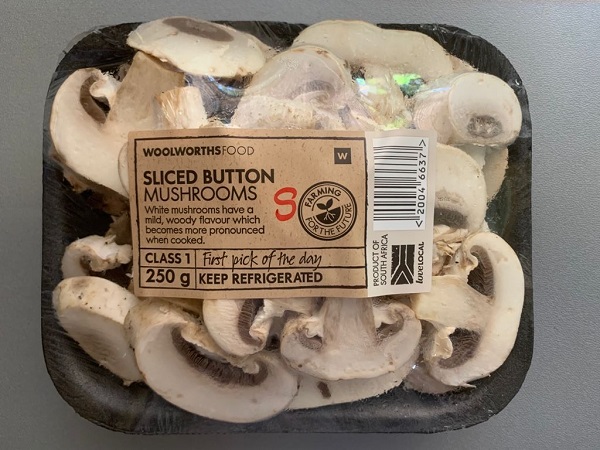 WOOLWORTHSFOOD
W
SLICED BUTTON
MUSHROOMS
White mushrooms have a
mild, woody flavour which
becomes more pronounced
when cooked.
S
FARMING
FOR THE FUTURE
CLASS 1
First pick of the day
250 g
KEEP REFRIGERATED
<2004 6637>
PRODUCT OF
SOUTH AFRICA
loveLOCAL